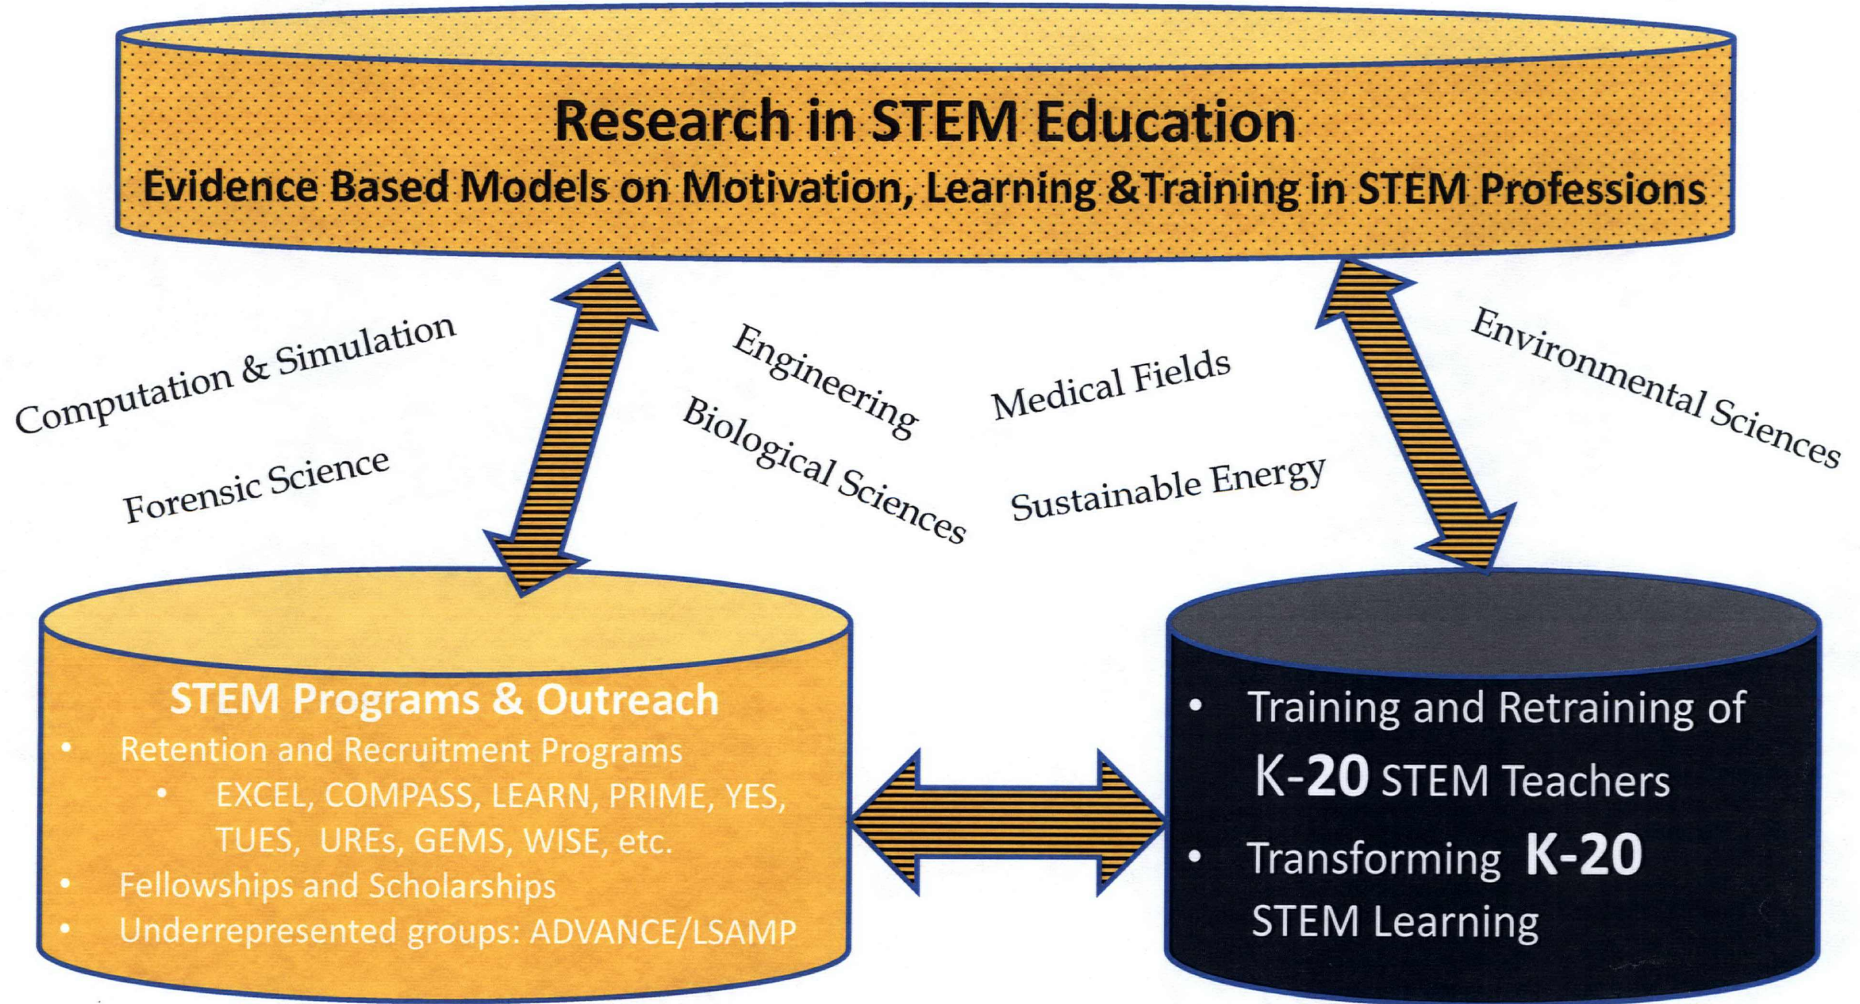 Research in STEM Education
Evidence Based Models on Motivation, Learning &Training in STEM Professions
Computation & Simulation
Forensic Science
Engineering
Biological Sciences
Medical Fields
Sustainable Energy
Environmental Sciences
STEM Programs & Outreach
• Retention and Recruitment Programs
• EXCEL, COMPASS, LEARN, PRIME, YES,
TUES, UREs, GEMS, WISE, etc.
• Fellowships and Scholarships
• Underrepresented groups: ADVANCE/LSAMP
• Training and Retraining of
K-20 STEM Teachers
• Transforming K-20
STEM Learning